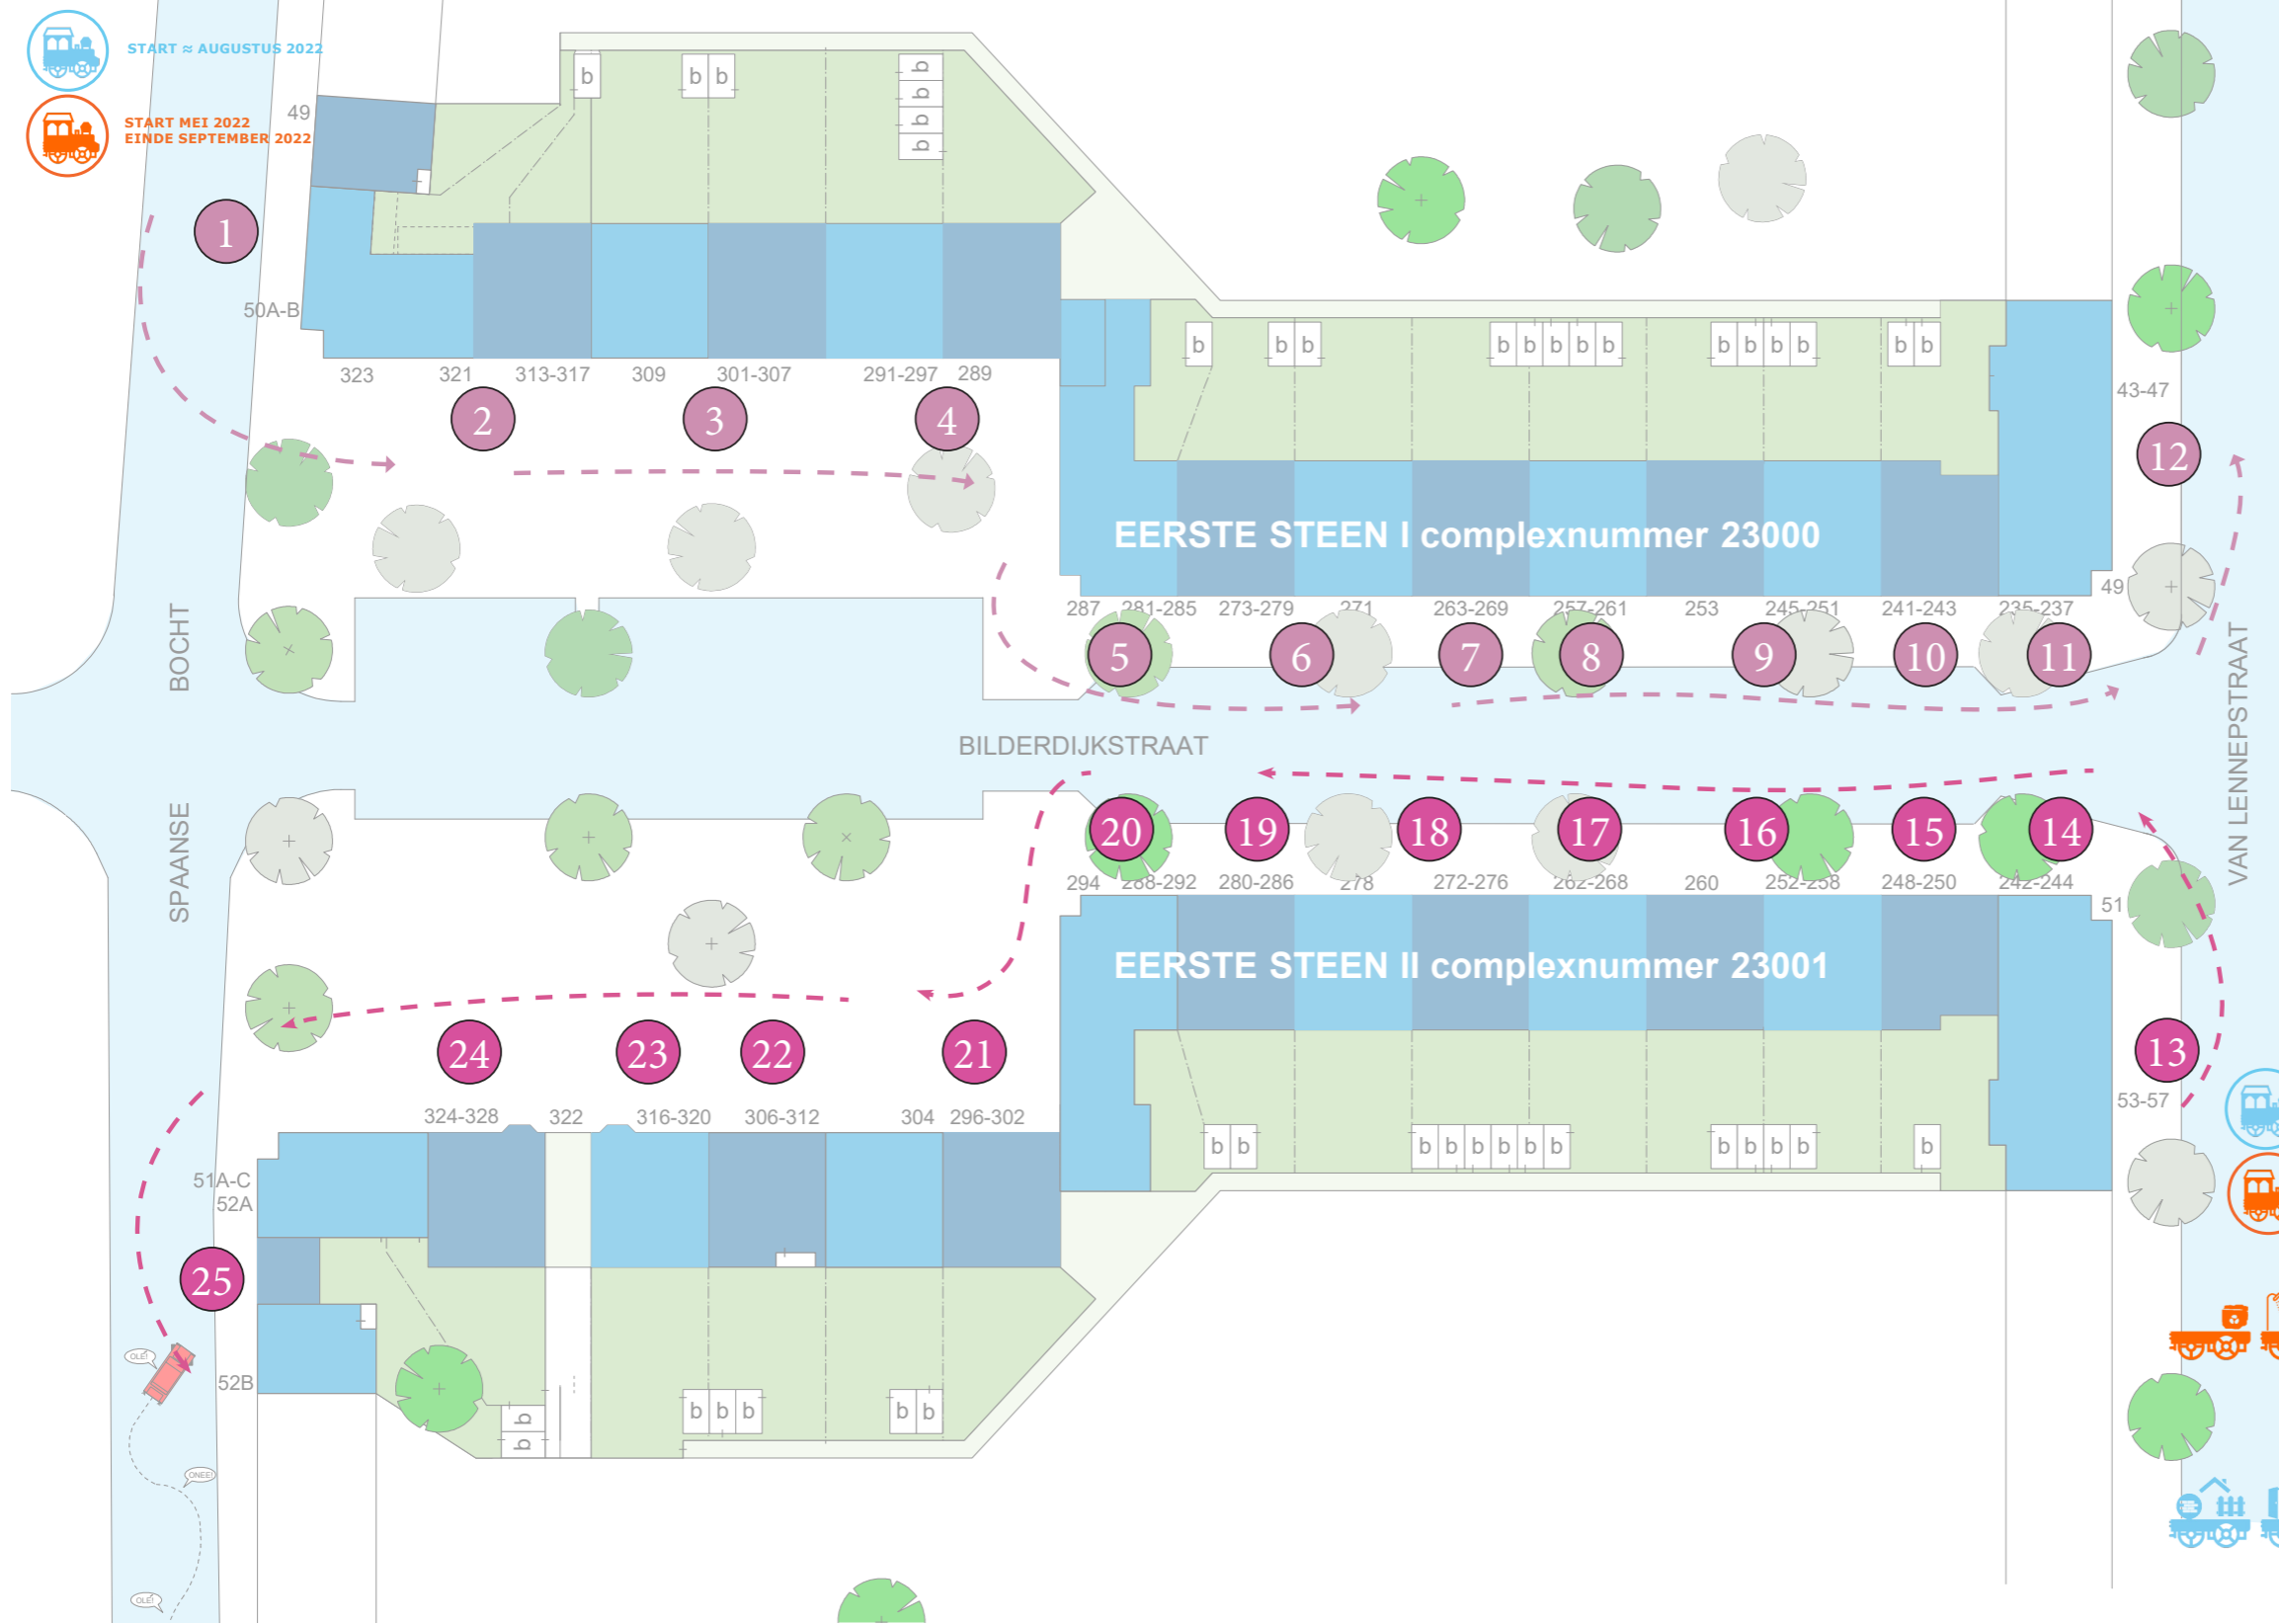 START ≈ AUGUSTUS 2022
START MEI 2022
EINDE SEPTEMBER 2022
b
b b
b
b
b
b
49
1
50A-B
b
b b
b b b b b
b b b b
b b
323
321
313-317
309
301-307
291-297
289
43-47
2
3
4
12
EERSTE STEEN I complexnummer 23000
49
287
281-285
273-279
271
263-269
257-261
253
245-251
241-243
235-237
5
6
7
8
9
10
11
BOCHT
BILDERDIJKSTRAAT
VAN LENNEPSTRAAT
SPAANSE
20
19
18
17
16
15
14
294
288-292
280-286
278
272-276
262-268
260
252-258
248-250
242-244
51
EERSTE STEEN II complexnummer 23001
24
23
22
21
13
53-57
324-328
322
316-320
306-312
304
296-302
b b
b b b b b b
b b b b
b
51A-C
52A
25
OLE!
52B
b
b
b b b
b b
ONEE!
OLE!